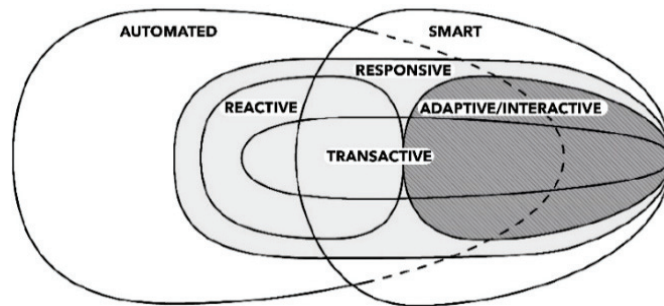 AUTOMATED
SMART
RESPONSIVE
REACTIVE
ADAPTIVE/INTERACTIVE
TRANSACTIVE